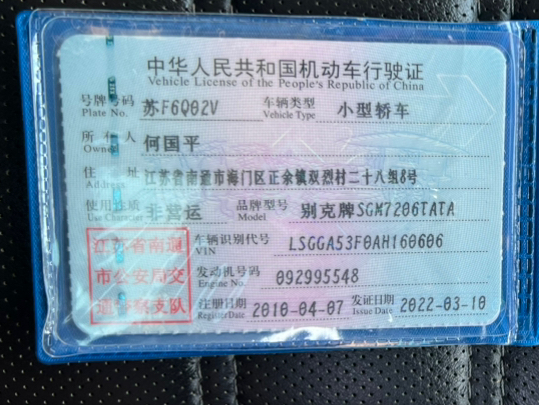 中华人民共和国机动车行驶证
Vehicle License of the People's Republic of China
号牌号码 苏F6Q02V 车辆类型 小型轿车
Plate No. Vehicle Type
所有人 何国平
Owner
住址 江苏省南通市海门区正余镇双烈村二十八组8号
Address
使用性质 非营运 品牌型号 别克牌SGM7206TATA
Use Character Model
江苏省南通 车辆识别代号 LSGGA53F0AH160606
VIN
市公安局交 发动机号码 092995548
Engine No.
通警察支队 注册日期 2010-04-07 发证日期 2022-03-10
Register Date Issue Date